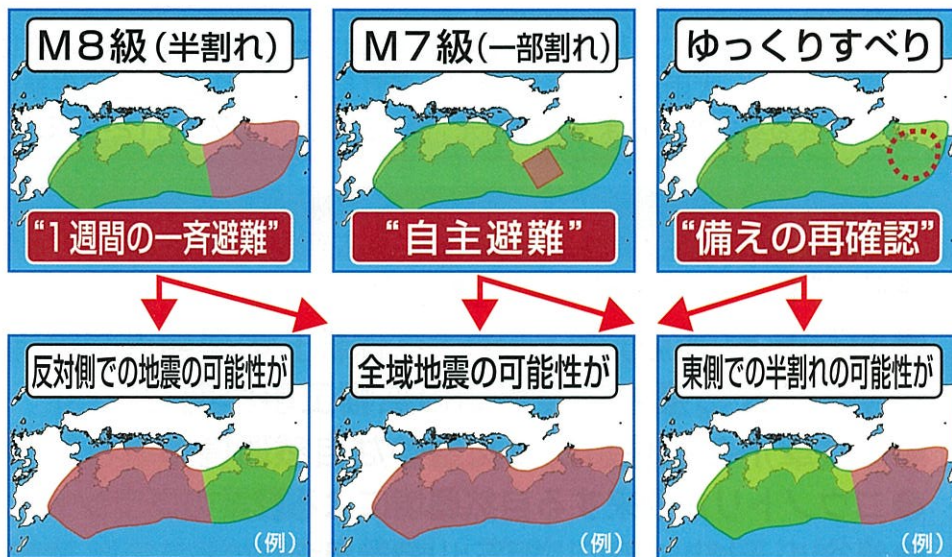 M8級(半割れ)
M7級(一部割れ)
ゆっくりすべり
“1週間の一斉避難”
“自主避難”
“備えの再確認”
反対側での地震の可能性が
全域地震の可能性が
東側での半割れの可能性が
(例)
(例)
(例)